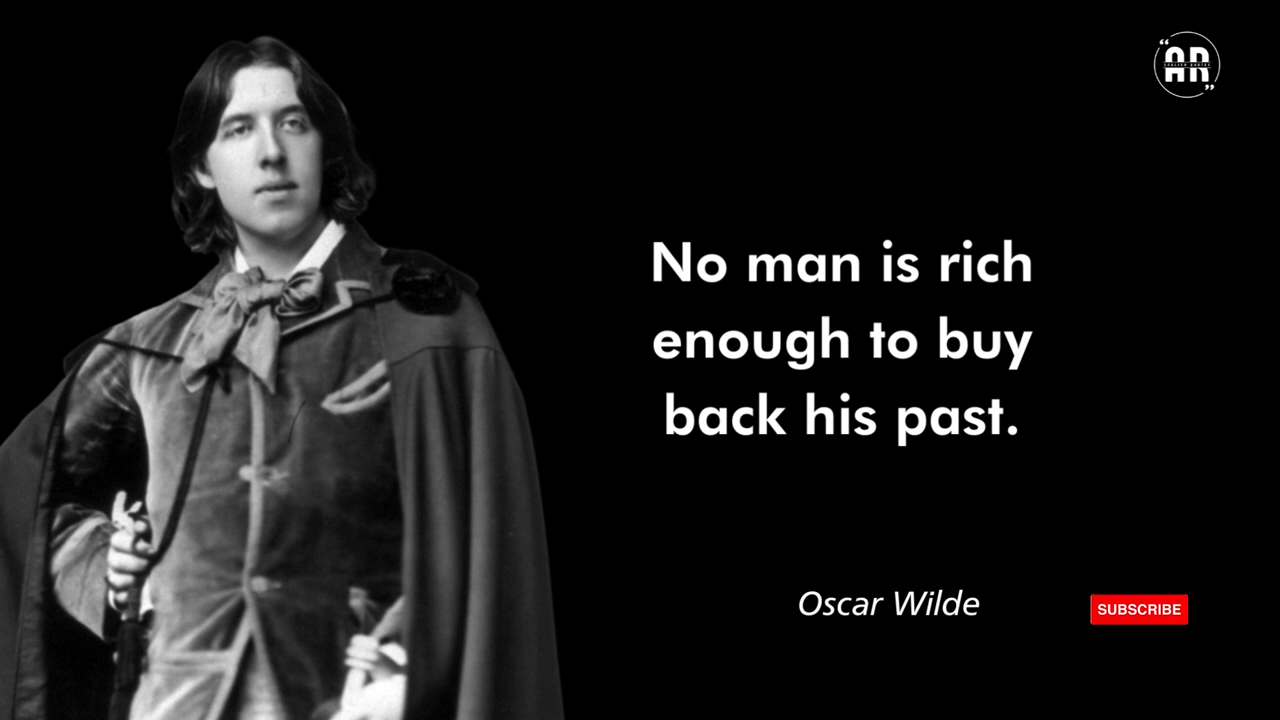 AR
No man is rich
enough to buy
back his past.
Oscar Wilde
SUBSCRIBE